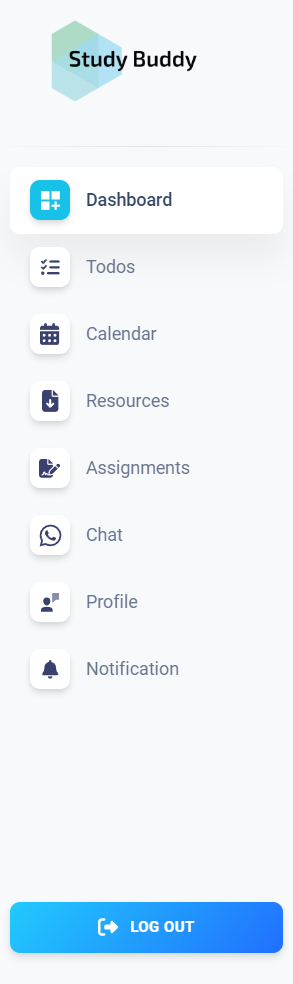 Study Buddy
Dashboard
Todos
Calendar
Resources
Assignments
Chat
Profile
Notification
LOG OUT